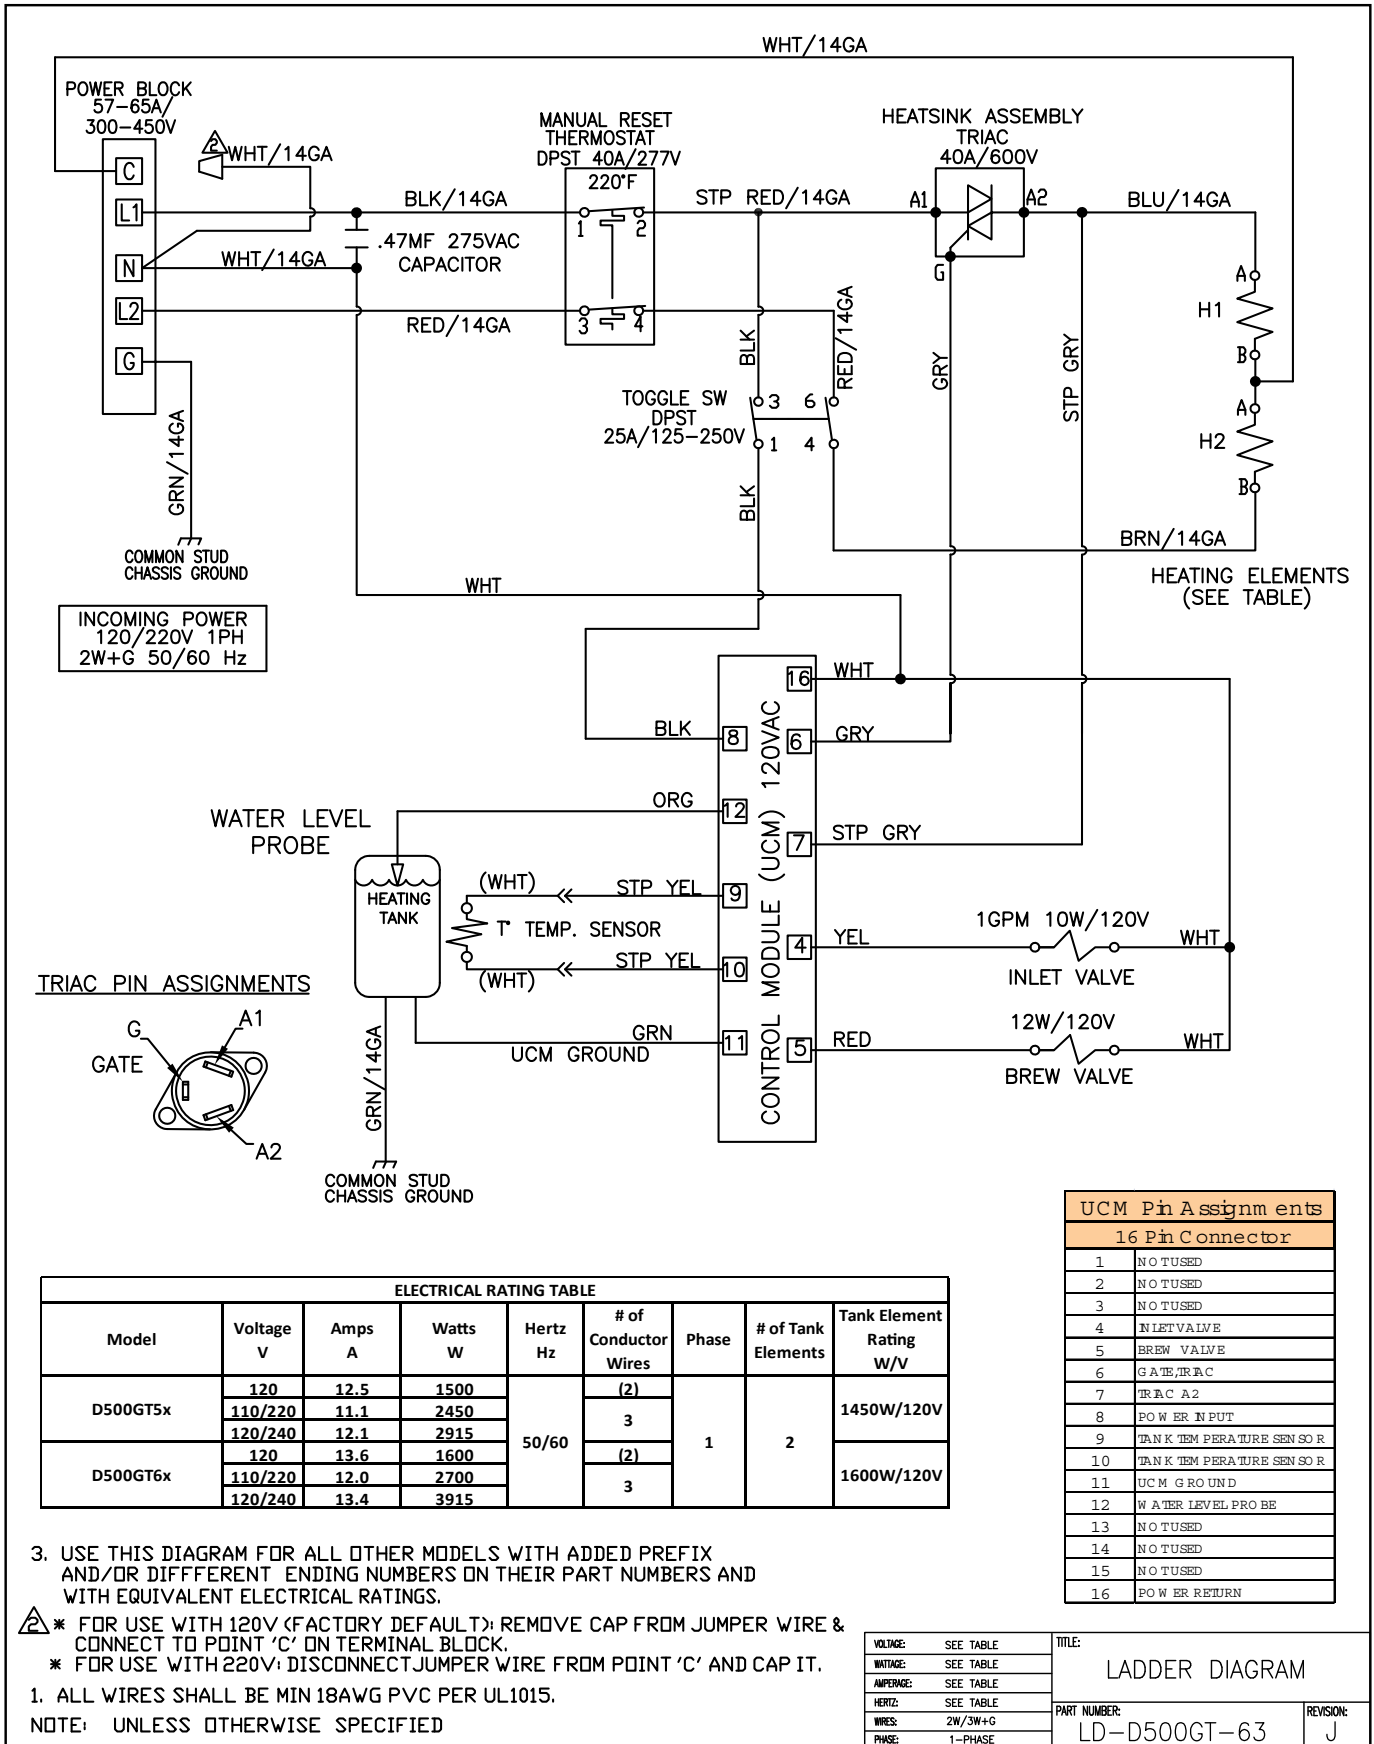 WHT/14GA
POWER BLOCK
57-65A/
300-450V
2
WHT/14GA
C
L1
N
L2
G
BLK/14GA
.47MF 275VAC
CAPACITOR
WHT/14GA
RED/14GA
GRN/14GA
COMMON STUD
CHASSIS GROUND
INCOMING POWER
120/220V 1PH
2W+G 50/60 Hz
MANUAL RESET
THERMOSTAT
DPST 40A/277V
220°F
1 2
3 4
STP RED/14GA
HEATSINK ASSEMBLY
TRIAC
40A/600V
A1
A2
G
BLU/14GA
A
H1
B
A
H2
B
BLK
RED/14GA
GRY
STP GRY
TOGGLE SW
DPST
25A/125-250V
3 6
1 4
BLK
BRN/14GA
HEATING ELEMENTS
(SEE TABLE)
WHT
CONTROL MODULE (UCM) 120VAC
16
WHT
BLK
8
6
GRY
ORG
12
7
STP GRY
WATER LEVEL
PROBE
HEATING
TANK
(WHT)
STP YEL
9
T° TEMP. SENSOR
(WHT)
STP YEL
10
4
YEL
1GPM 10W/120V
INLET VALVE
WHT
GRN
UCM GROUND
11
5
RED
12W/120V
BREW VALVE
WHT
GRN/14GA
COMMON STUD
CHASSIS GROUND
TRIAC PIN ASSIGNMENTS
G
GATE
A1
A2
UCM Pin Assignments
16 Pin Connector
1 NOT USED
2 NOT USED
3 NOT USED
4 INLET VALVE
5 BREW VALVE
6 GATE,TRIAC
7 TRIAC A2
8 POWER INPUT
9 TANK TEMPERATURE SENSOR
10 TANK TEMPERATURE SENSOR
11 UCM GROUND
12 WATER LEVEL PROBE
13 NOT USED
14 NOT USED
15 NOT USED
16 POWER RETURN
ELECTRICAL RATING TABLE
Model Voltage V Amps A Watts W Hertz Hz # of Conductor Wires Phase # of Tank Elements Tank Element Rating W/V
D500GT5x 120 12.5 1500 50/60 (2) 1 2 1450W/120V
110/220 11.1 2450 3
120/240 12.1 2915
D500GT6x 120 13.6 1600 (2) 1600W/120V
110/220 12.0 2700 3
120/240 13.4 3915
3. USE THIS DIAGRAM FOR ALL OTHER MODELS WITH ADDED PREFIX
AND/OR DIFFFERENT ENDING NUMBERS ON THEIR PART NUMBERS AND
WITH EQUIVALENT ELECTRICAL RATINGS.
2 * FOR USE WITH 120V (FACTORY DEFAULT): REMOVE CAP FROM JUMPER WIRE &
CONNECT TO POINT 'C' ON TERMINAL BLOCK.
* FOR USE WITH 220V: DISCONNECT JUMPER WIRE FROM POINT 'C' AND CAP IT.
1. ALL WIRES SHALL BE MIN 18AWG PVC PER UL1015.
NOTE: UNLESS OTHERWISE SPECIFIED
VOLTAGE: SEE TABLE
WATTAGE: SEE TABLE
AMPERAGE: SEE TABLE
HERTZ: SEE TABLE
WIRES: 2W/3W+G
PHASE: 1-PHASE
TITLE:
LADDER DIAGRAM
PART NUMBER:
LD-D500GT-63
REVISION:
J